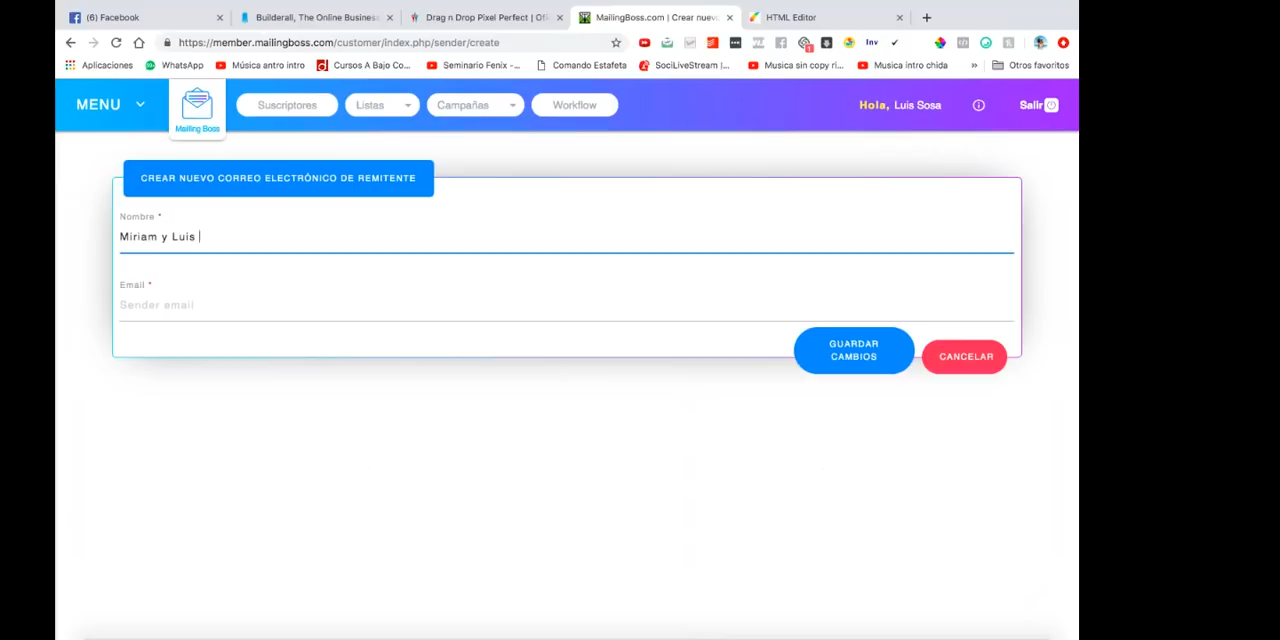 (6) Facebook
Builderall, The Online Business
Drag n Drop Pixel Perfect | Of
MailingBoss.com | Crear nuevo
HTML Editor
https://member.mailingboss.com/customer/index.php/sender/create
Inv
Aplicaciones
WhatsApp
Música antro intro
Cursos A Bajo Co...
Seminario Fenix -...
Comando Estafeta
SociLiveStream |...
Musica sin copy ri...
Musica intro chida
»
Otros favoritos
MENU
Mailing Boss
Suscriptores
Listas
Campañas
Workflow
Hola, Luis Sosa
Salir
CREAR NUEVO CORREO ELECTRÓNICO DE REMITENTE
Nombre *
Miriam y Luis
Email *
Sender email
GUARDAR
CAMBIOS
CANCELAR